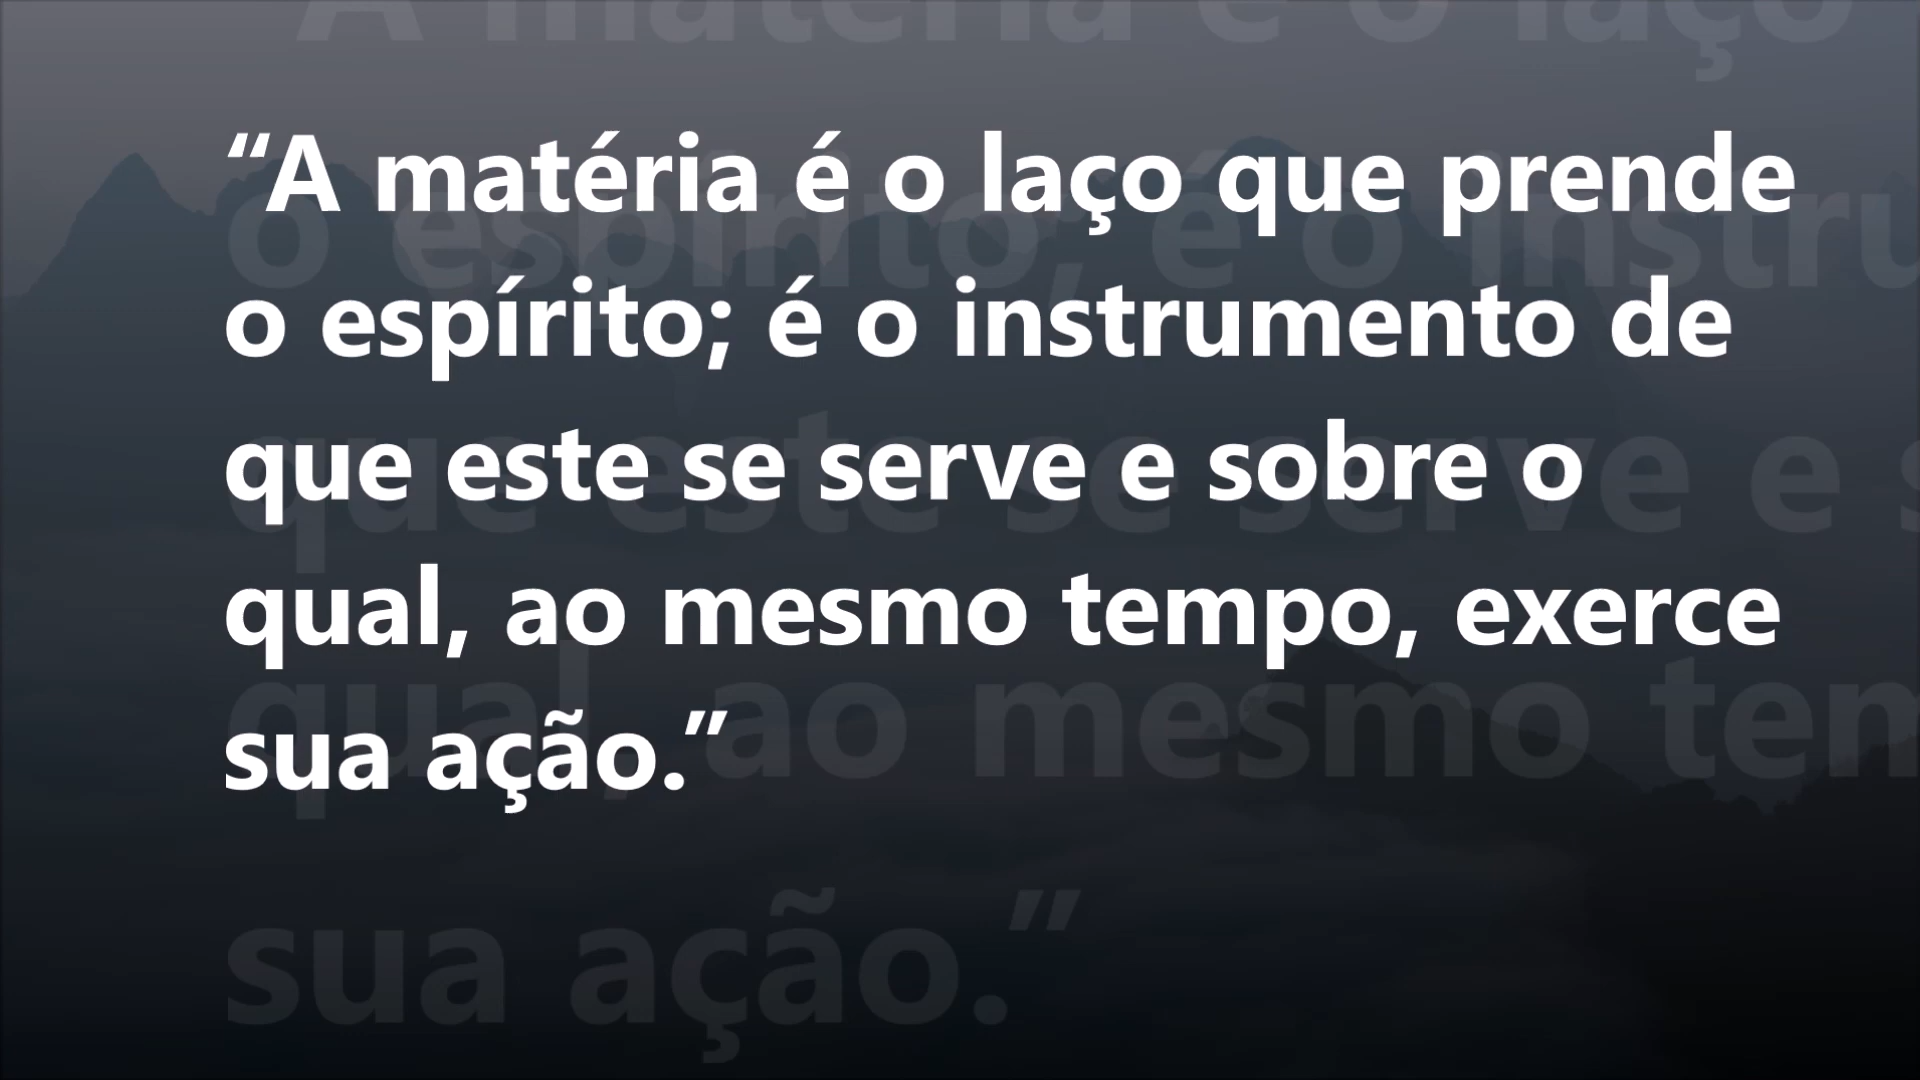 “A matéria é o laço que prende
o espírito; é o instrumento de
que este se serve e sobre o
qual, ao mesmo tempo, exerce
sua ação.”